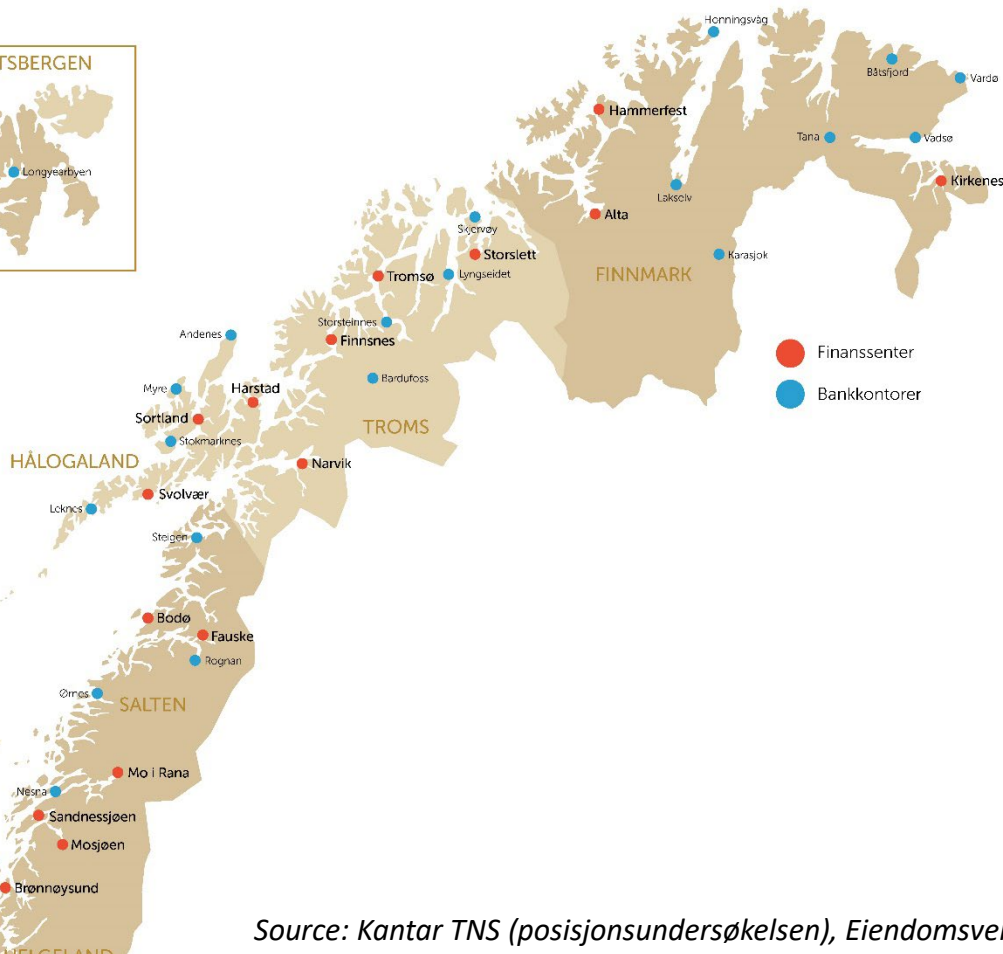 Honningsvåg
TSBERGEN
Båtsfjord
Vardø
Hammerfest
Tana
Vadsø
Longyearbyen
Kirkenes
Lakselv
Alta
Skjervøy
Storslett
Karasjok
Tromsø
Lyngseidet
FINNMARK
Storsteinnes
Andenes
Finnsnes
Finanssenter
Bardufoss
Myre
Harstad
Bankkontorer
Sortland
TROMS
Stokmarknes
HÅLOGALAND
Narvik
Svolvær
Leknes
Steigen
Bodø
Fauske
Rognan
Ørnes
SALTEN
Mo i Rana
Nesna
Sandnessjøen
Mosjøen
Brønnøysund
Source: Kantar TNS (posisjonsundersøkelsen), Eiendomsve
HELGELAND